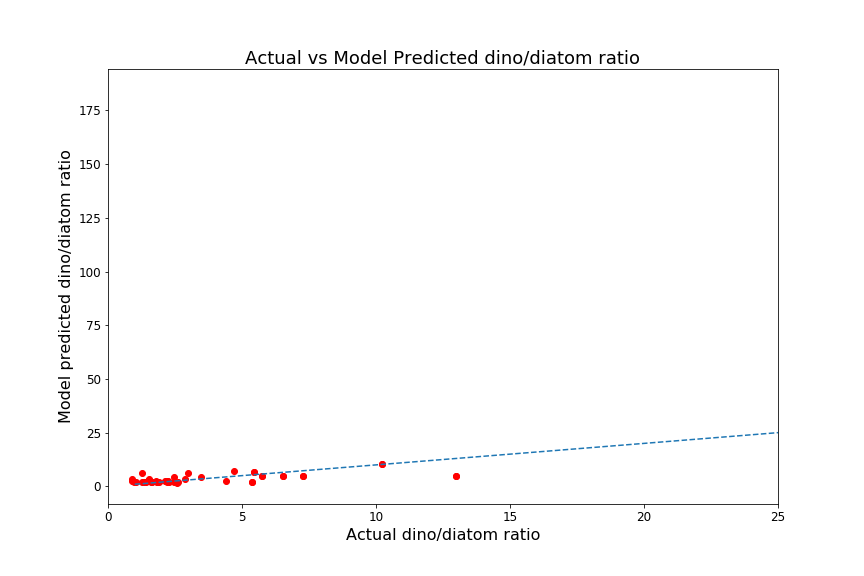 Actual vs Model Predicted dino/diatom ratio
Model predicted dino/diatom ratio
175
150
125
100
75
50
25
0
0 5 10 15 20 25
Actual dino/diatom ratio